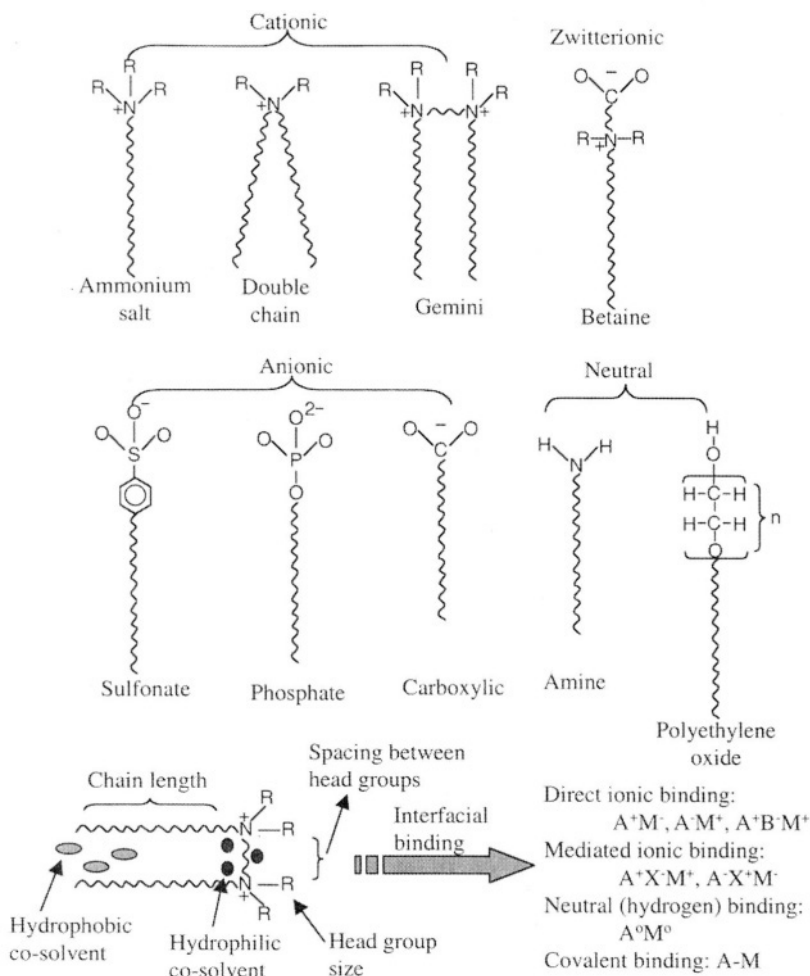 Cationic
Zwitterionic
R
R R
N
+
R R
N
+
R R
R R
N N
+ +
O − O
C
R−N−R
+
Ammonium
salt
Double
chain
Gemini
Betaine
Anionic
Neutral
O−
O O
S
O2−
O O
P
O
−
O O
C
H H
N
H
O
H−C−H
H−C−H
O
n
Sulfonate
Phosphate
Carboxylic
Amine
Polyethylene
oxide
Chain length
Spacing between
head groups
+
N
R
R
N
+
R
R
Hydrophobic
co-solvent
Hydrophilic
co-solvent
Head group
size
Interfacial
binding
Direct ionic binding:
A+M-, A-M+, A+B-M+
Mediated ionic binding:
A+X-M+, A-X+M-
Neutral (hydrogen) binding:
AoMo
Covalent binding: A-M